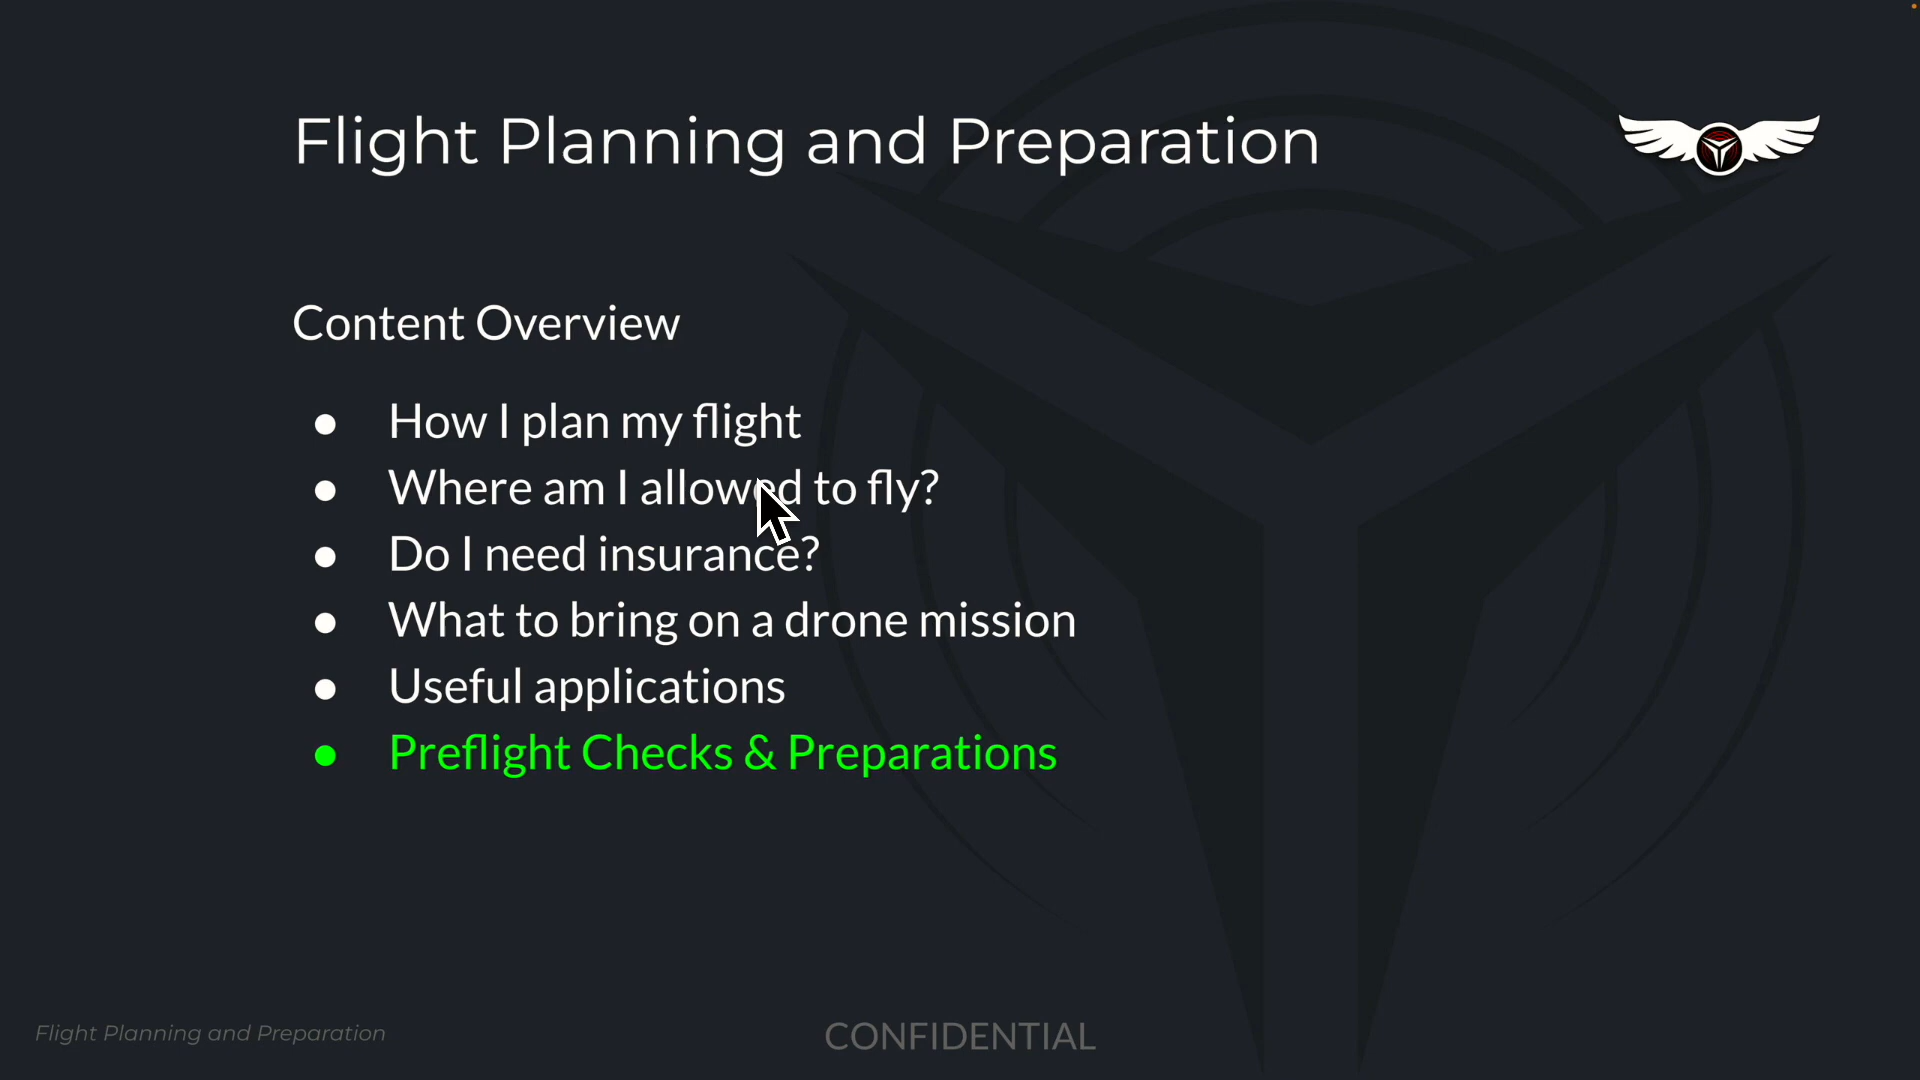 Flight Planning and Preparation
Content Overview
● How I plan my flight
● Where am I allowed to fly?
● Do I need insurance?
● What to bring on a drone mission
● Useful applications
● Preflight Checks & Preparations
Flight Planning and Preparation
CONFIDENTIAL